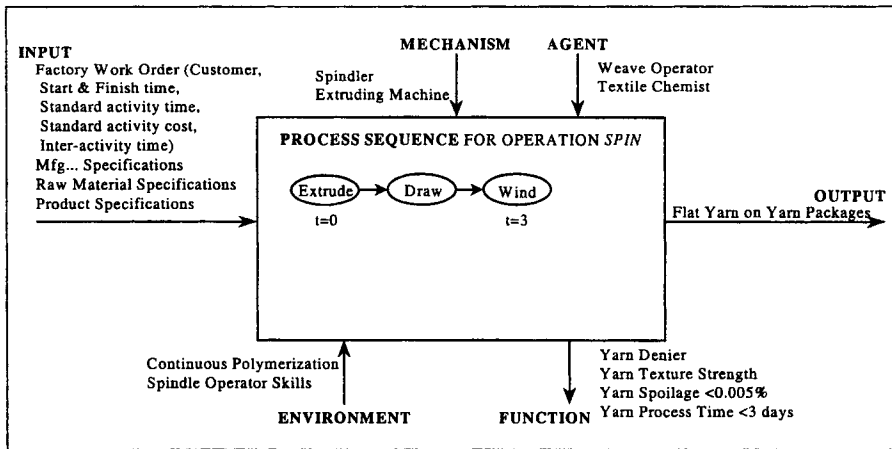 INPUT
Factory Work Order (Customer,
Start & Finish time,
Standard activity time,
Standard activity cost,
Inter-activity time)
Mfg... Specifications
Raw Material Specifications
Product Specifications
MECHANISM
Spindler
Extruding Machine
AGENT
Weave Operator
Textile Chemist
PROCESS SEQUENCE FOR OPERATION SPIN
Extrude
Draw
Wind
t=0
t=3
OUTPUT
Flat Yarn on Yarn Packages
Continuous Polymerization
Spindle Operator Skills
ENVIRONMENT
FUNCTION
Yarn Denier
Yarn Texture Strength
Yarn Spoilage <0.005%
Yarn Process Time <3 days